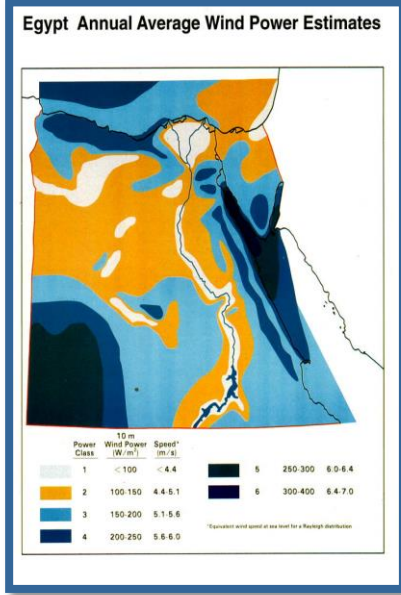 Egypt Annual Average Wind Power Estimates
Power Class 10 m Wind Power (W/m²) Speed* (m/s)
1 <100 <4.4
2 100-150 4.4-5.1
3 150-200 5.1-5.6
4 200-250 5.6-6.0
5 250-300 6.0-6.4
6 300-400 6.4-7.0
*Equivalent wind speed at sea level for a Rayleigh distribution